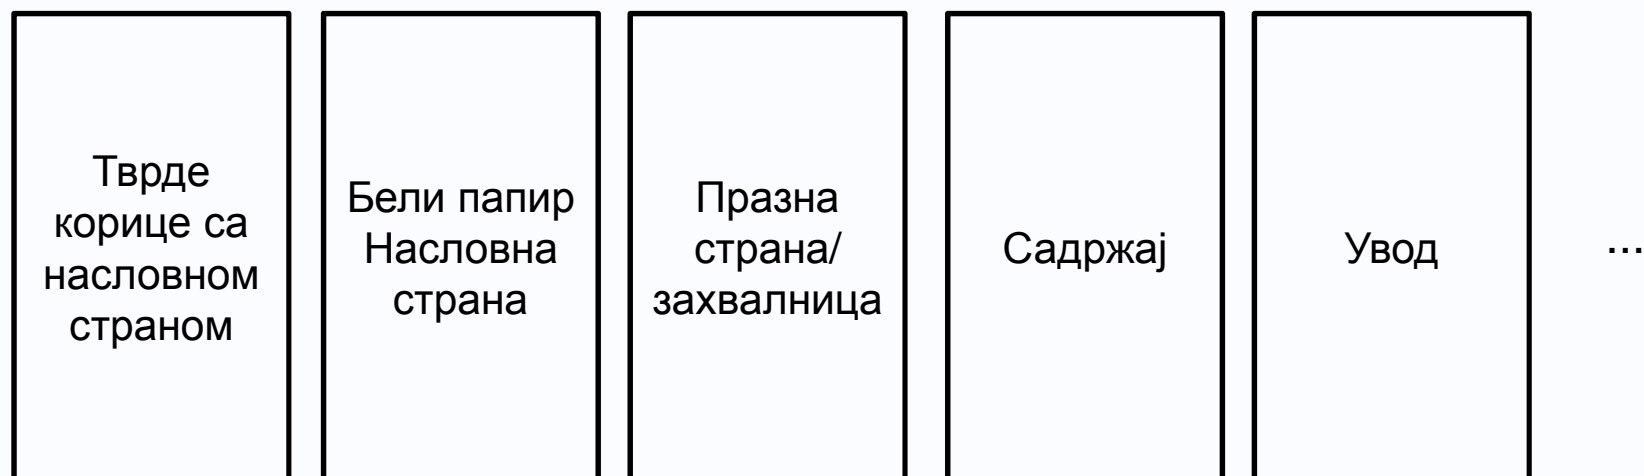 Тврде
корице са
насловном
страном
Бели папир
Насловна
страна
Празна
страна/
захвалница
Садржај
Увод
...